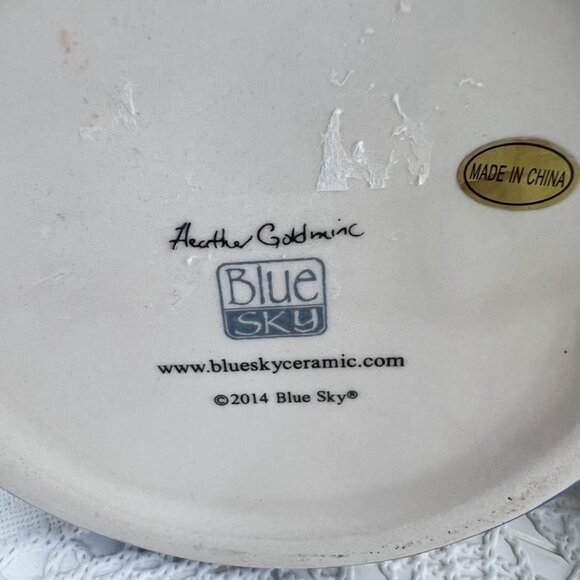 MADE IN CHINA
Heather Goldminc
Blue
SKY
www.blueskyceramic.com
©2014 Blue Sky®